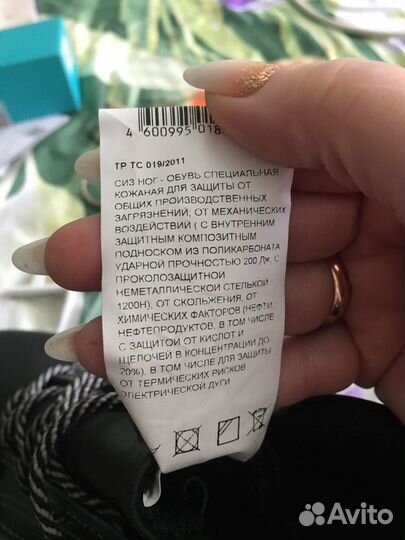 4 600995 018
ТР ТС 019/2011
СИЗ НОГ - ОБУВЬ СПЕЦИАЛЬНАЯ
КОЖАНАЯ ДЛЯ ЗАЩИТЫ ОТ
ОБЩИХ ПРОИЗВОДСТВЕННЫХ
ЗАГРЯЗНЕНИЙ; ОТ МЕХАНИЧЕСКИХ
ВОЗДЕЙСТВИЙ ( С ВНУТРЕННИМ
ЗАЩИТНЫМ КОМПОЗИТНЫМ
ПОДНОСКОМ ИЗ ПОЛИКАРБОНАТА
УДАРНОЙ ПРОЧНОСТЬЮ 200 Дж, С
ПРОКОЛОЗАЩИТНОЙ
НЕМЕТАЛЛИЧЕСКОЙ СТЕЛЬКОЙ
1200Н), ОТ СКОЛЬЖЕНИЯ, ОТ
ХИМИЧЕСКИХ ФАКТОРОВ (НЕФТИ,
НЕФТЕПРОДУКТОВ, В ТОМ ЧИСЛЕ
С ЗАЩИТОЙ ОТ КИСЛОТ И
ЩЕЛОЧЕЙ В КОНЦЕНТРАЦИИ ДО
20%), В ТОМ ЧИСЛЕ ДЛЯ ЗАЩИТЫ
ОТ ТЕРМИЧЕСКИХ РИСКОВ
ЭЛЕКТРИЧЕСКОЙ ДУГИ
Avito